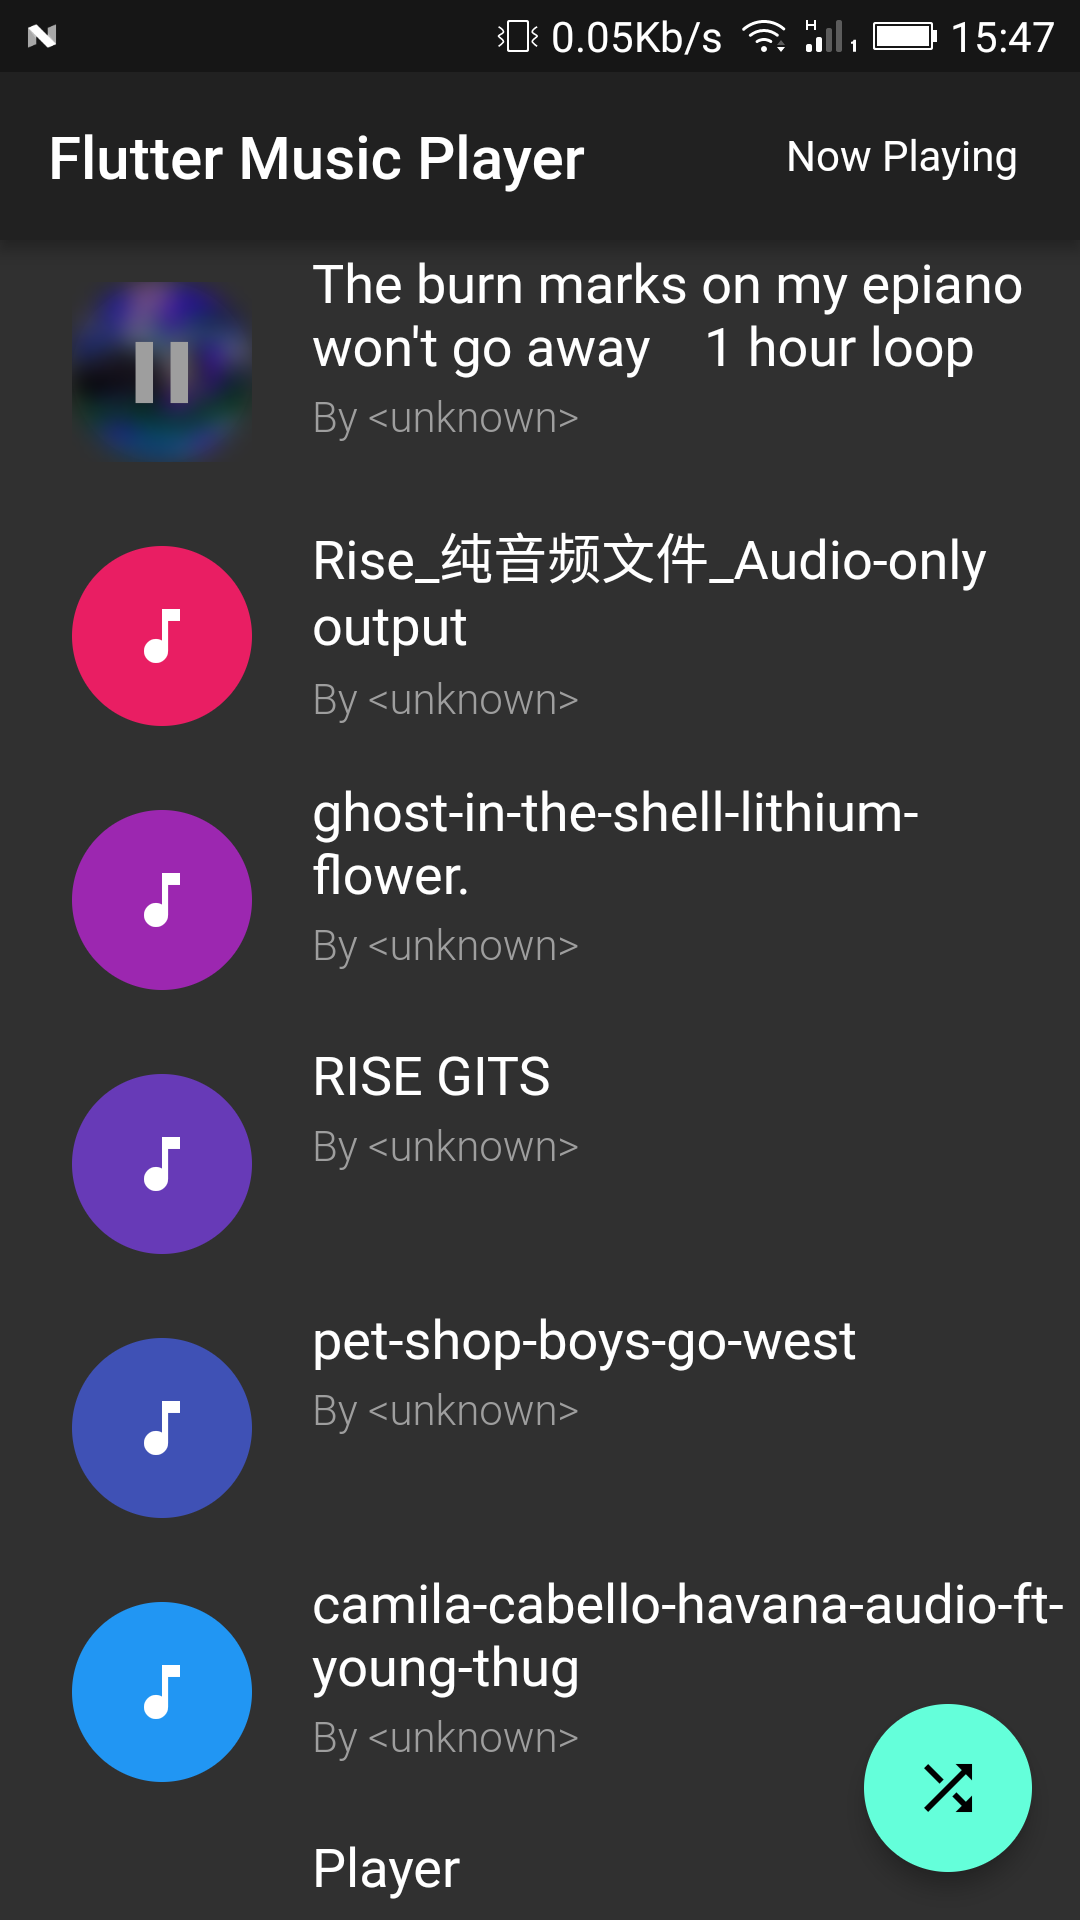 0.05Kb/s H 1 15:47
Flutter Music Player Now Playing
The burn marks on my epiano
won't go away    1 hour loop
By <unknown>
Rise_纯音频文件_Audio-only
output
By <unknown>
ghost-in-the-shell-lithium-
flower.
By <unknown>
RISE GITS
By <unknown>
pet-shop-boys-go-west
By <unknown>
camila-cabello-havana-audio-ft-
young-thug
By <unknown>
Player